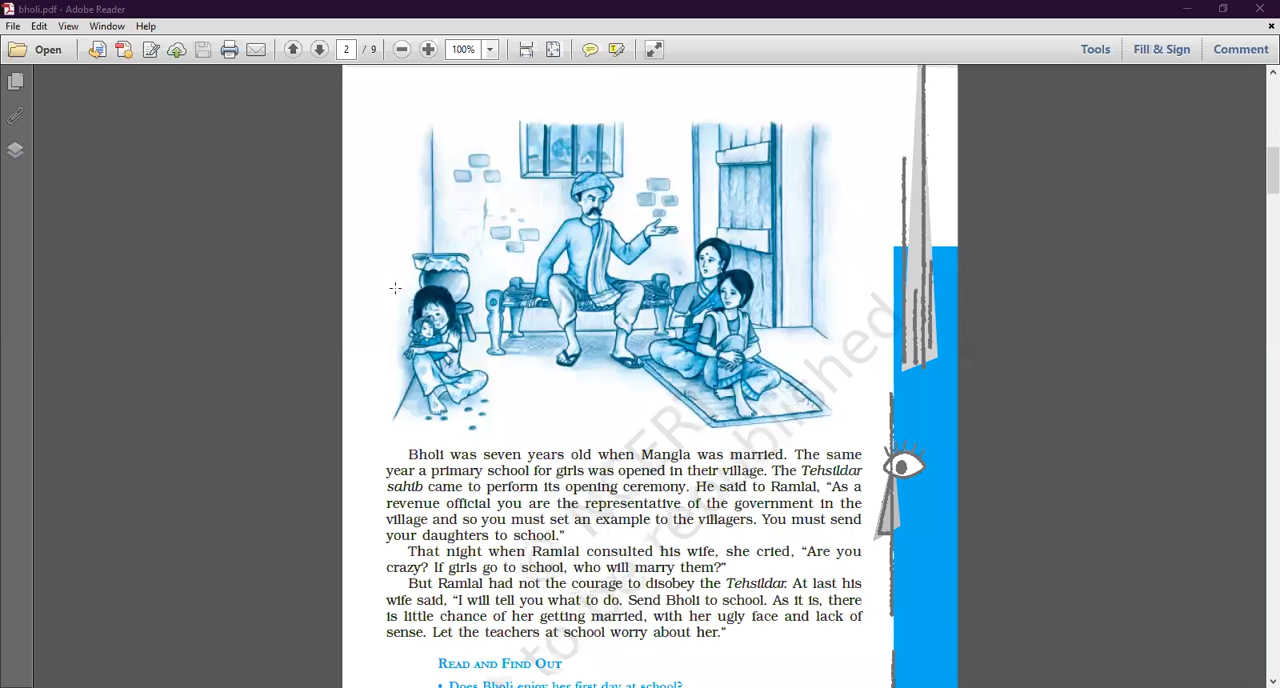 bholi.pdf - Adobe Reader
File Edit View Window Help
Open 2 / 9 100% Tools Fill & Sign Comment
Bholi was seven years old when Mangla was married. The same
year a primary school for girls was opened in their village. The Tehsildar
sahib came to perform its opening ceremony. He said to Ramlal, “As a
revenue official you are the representative of the government in the
village and so you must set an example to the villagers. You must send
your daughters to school.”
That night when Ramlal consulted his wife, she cried, “Are you
crazy? If girls go to school, who will marry them?”
But Ramlal had not the courage to disobey the Tehsildar. At last his
wife said, “I will tell you what to do. Send Bholi to school. As it is, there
is little chance of her getting married, with her ugly face and lack of
sense. Let the teachers at school worry about her.”
READ AND FIND OUT
• Does Bholi enjoy her first day at school?